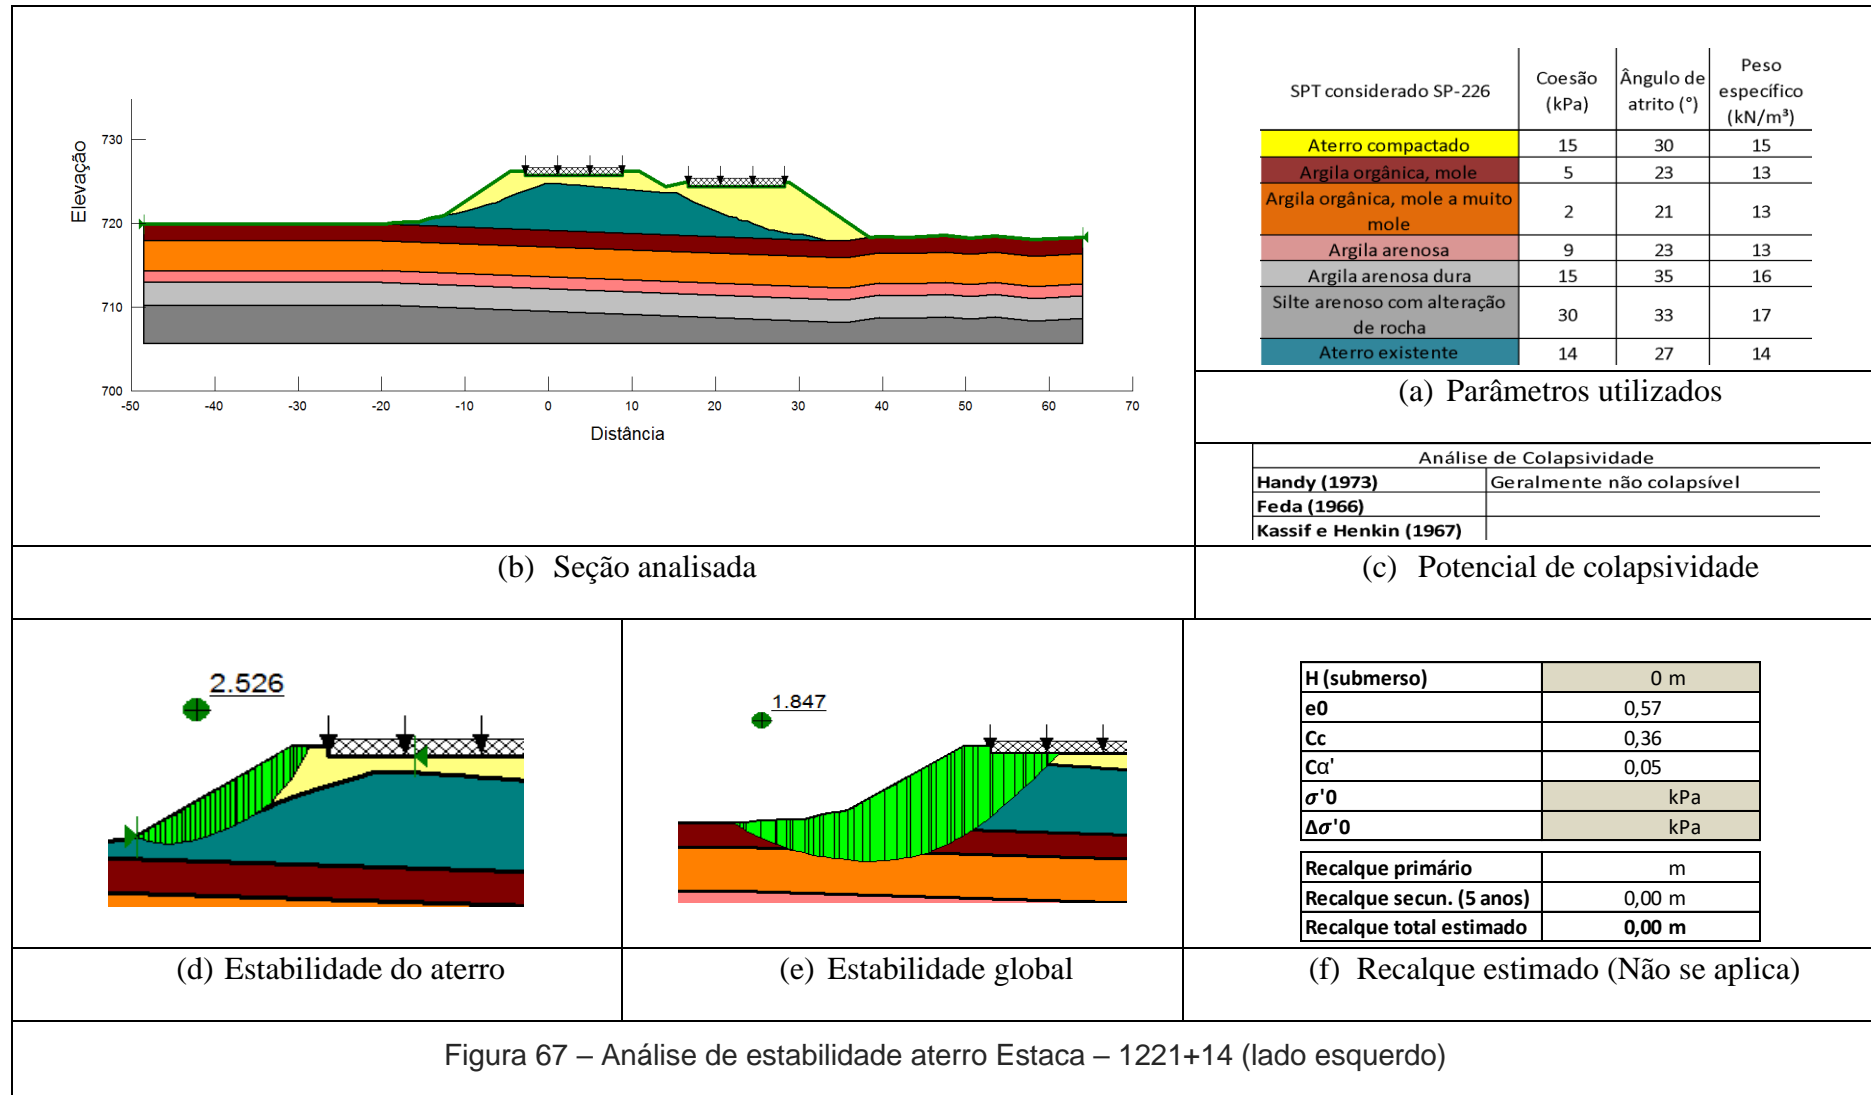 730
720
710
700
Elevação
-50 -40 -30 -20 -10 0 10 20 30 40 50 60 70
Distância
(b) Seção analisada
SPT considerado SP-226 Coesão (kPa) Ângulo de atrito (°) Peso específico (kN/m³)
Aterro compactado 15 30 15
Argila orgânica, mole 5 23 13
Argila orgânica, mole a muito mole 2 21 13
Argila arenosa 9 23 13
Argila arenosa dura 15 35 16
Silte arenoso com alteração de rocha 30 33 17
Aterro existente 14 27 14
(a) Parâmetros utilizados
Análise de Colapsividade
Handy (1973) Geralmente não colapsível
Feda (1966)
Kassif e Henkin (1967)
(c) Potencial de colapsividade
2.526
(d) Estabilidade do aterro
1.847
(e) Estabilidade global
H (submerso) 0 m
e0 0,57
Cc 0,36
Cα' 0,05
σ'0 kPa
Δσ'0 kPa
Recalque primário m
Recalque secun. (5 anos) 0,00 m
Recalque total estimado 0,00 m
(f) Recalque estimado (Não se aplica)
Figura 67 – Análise de estabilidade aterro Estaca – 1221+14 (lado esquerdo)